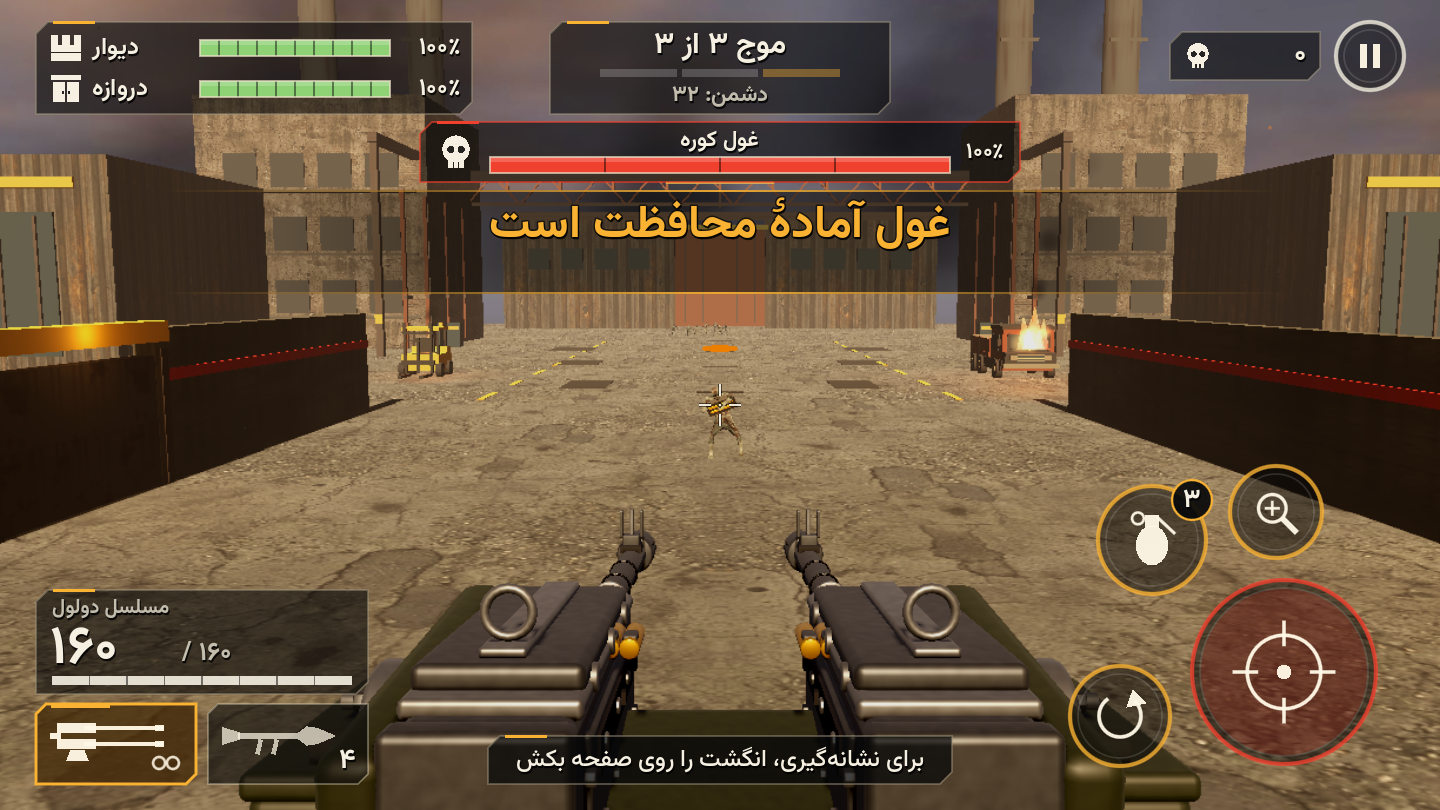 دیوار ۱۰۰٪
دروازه ۱۰۰٪
موج ۳ از ۳
دشمن: ۳۲
۰
غول کوره ۱۰۰٪
غول آمادهٔ محافظت است
۳
مسلسل دولول
۱۶۰ / ۱۶۰
∞
۴
برای نشانه‌گیری، انگشت را روی صفحه بکش